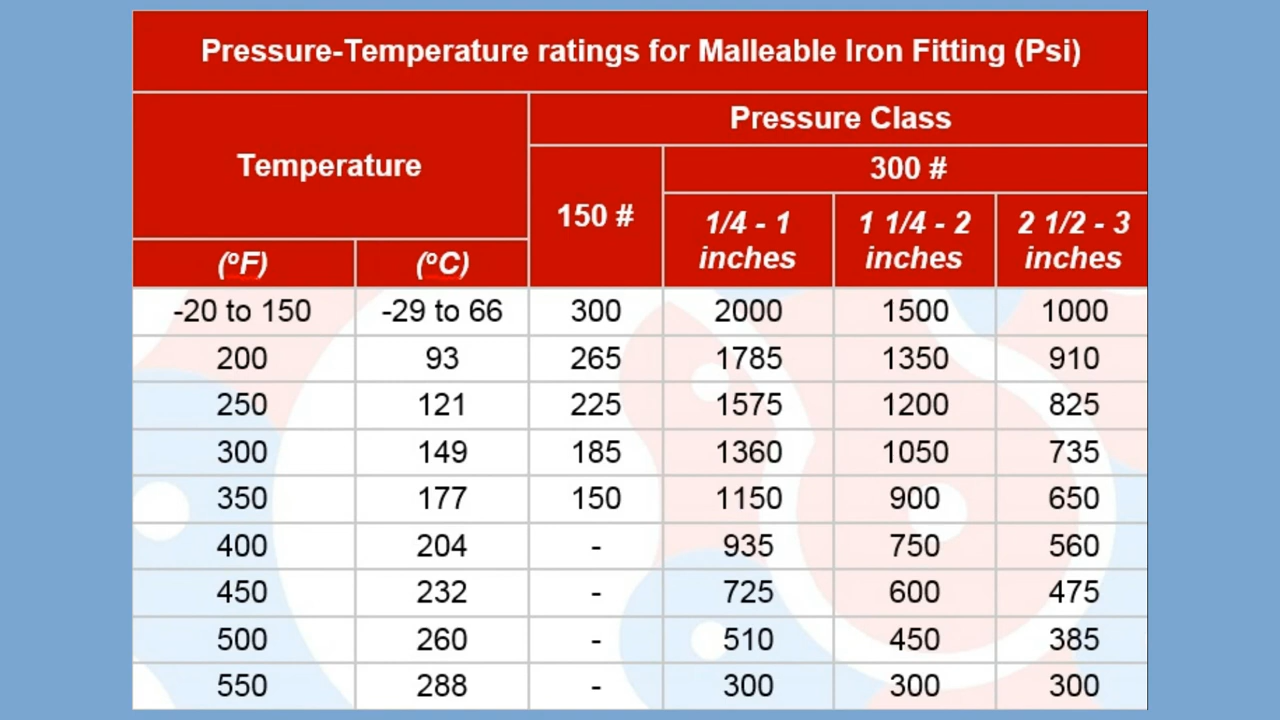 Pressure-Temperature ratings for Malleable Iron Fitting (Psi)
Temperature
Pressure Class
150 #
300 #
1/4 - 1 inches
1 1/4 - 2 inches
2 1/2 - 3 inches
(ºF)
(ºC)
-20 to 150 -29 to 66 300 2000 1500 1000
200 93 265 1785 1350 910
250 121 225 1575 1200 825
300 149 185 1360 1050 735
350 177 150 1150 900 650
400 204 - 935 750 560
450 232 - 725 600 475
500 260 - 510 450 385
550 288 - 300 300 300